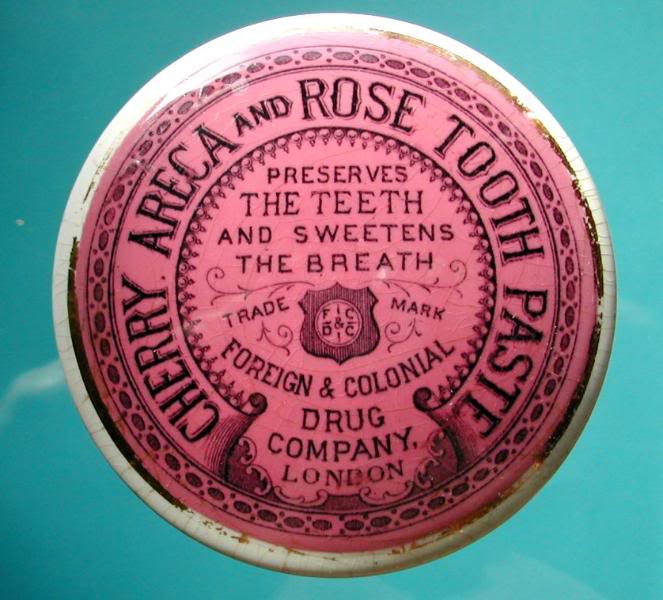 CHERRY ARECA AND ROSE TOOTH PASTE
PRESERVES
THE TEETH
AND SWEETENS
THE BREATH
TRADE MARK
FOREIGN & COLONIAL
DRUG
COMPANY,
LONDON